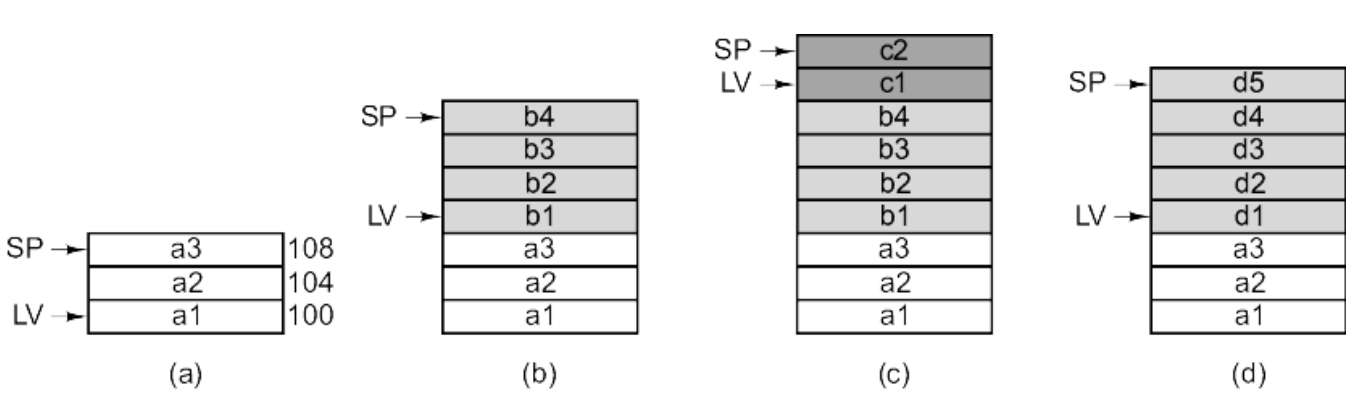 SP a3 108
a2 104
LV a1 100
(a)
SP b4
b3
b2
LV b1
a3
a2
a1
(b)
SP c2
LV c1
b4
b3
b2
b1
a3
a2
a1
(c)
SP d5
d4
d3
d2
LV d1
a3
a2
a1
(d)